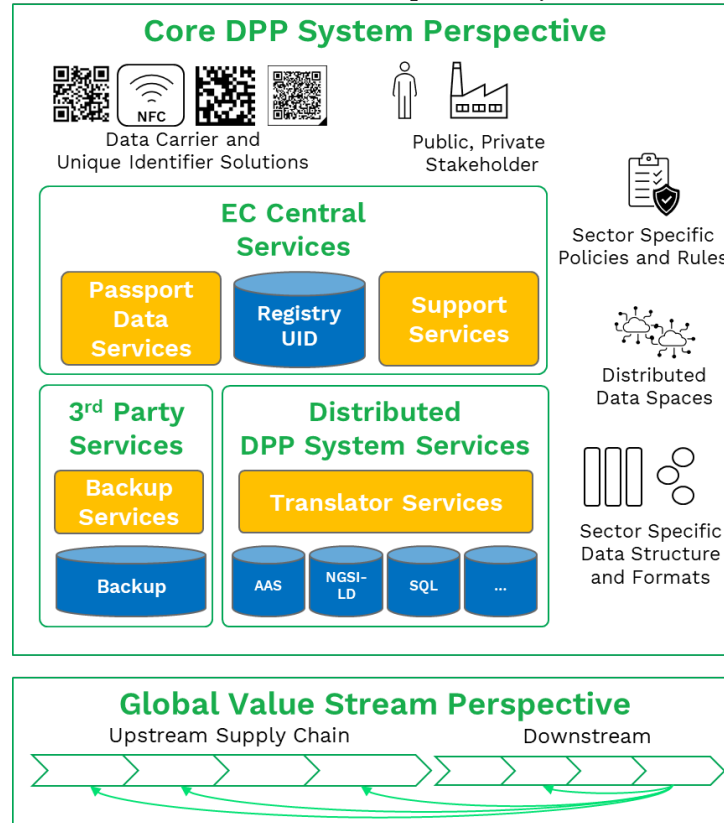 Core DPP System Perspective
NFC
Data Carrier and
Unique Identifier Solutions
Public, Private
Stakeholder
EC Central
Services
Passport
Data
Services
Registry
UID
Support
Services
Sector Specific
Policies and Rules
Distributed
Data Spaces
3rd Party
Services
Backup
Services
Backup
Distributed
DPP System Services
Translator Services
AAS
NGSI-
LD
SQL
...
Sector Specific
Data Structure
and Formats
Global Value Stream Perspective
Upstream Supply Chain
Downstream